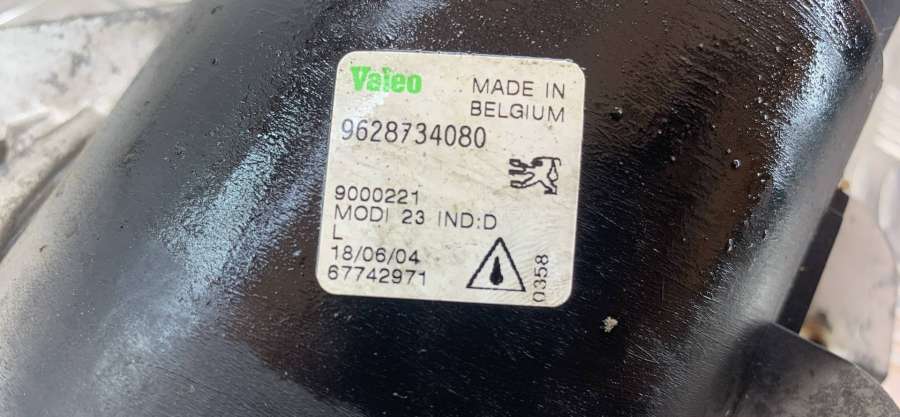 Valeo
MADE IN
BELGIUM
9628734080
9000221
MODI 23 IND:D
L
18/06/04
67742971
0358